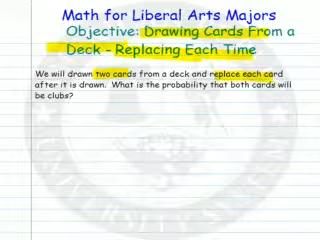 Math for Liberal Arts Majors
Objective: Drawing Cards From a
Deck - Replacing Each Time
We will drawn two cards from a deck and replace each card
after it is drawn. What is the probability that both cards will
be clubs?